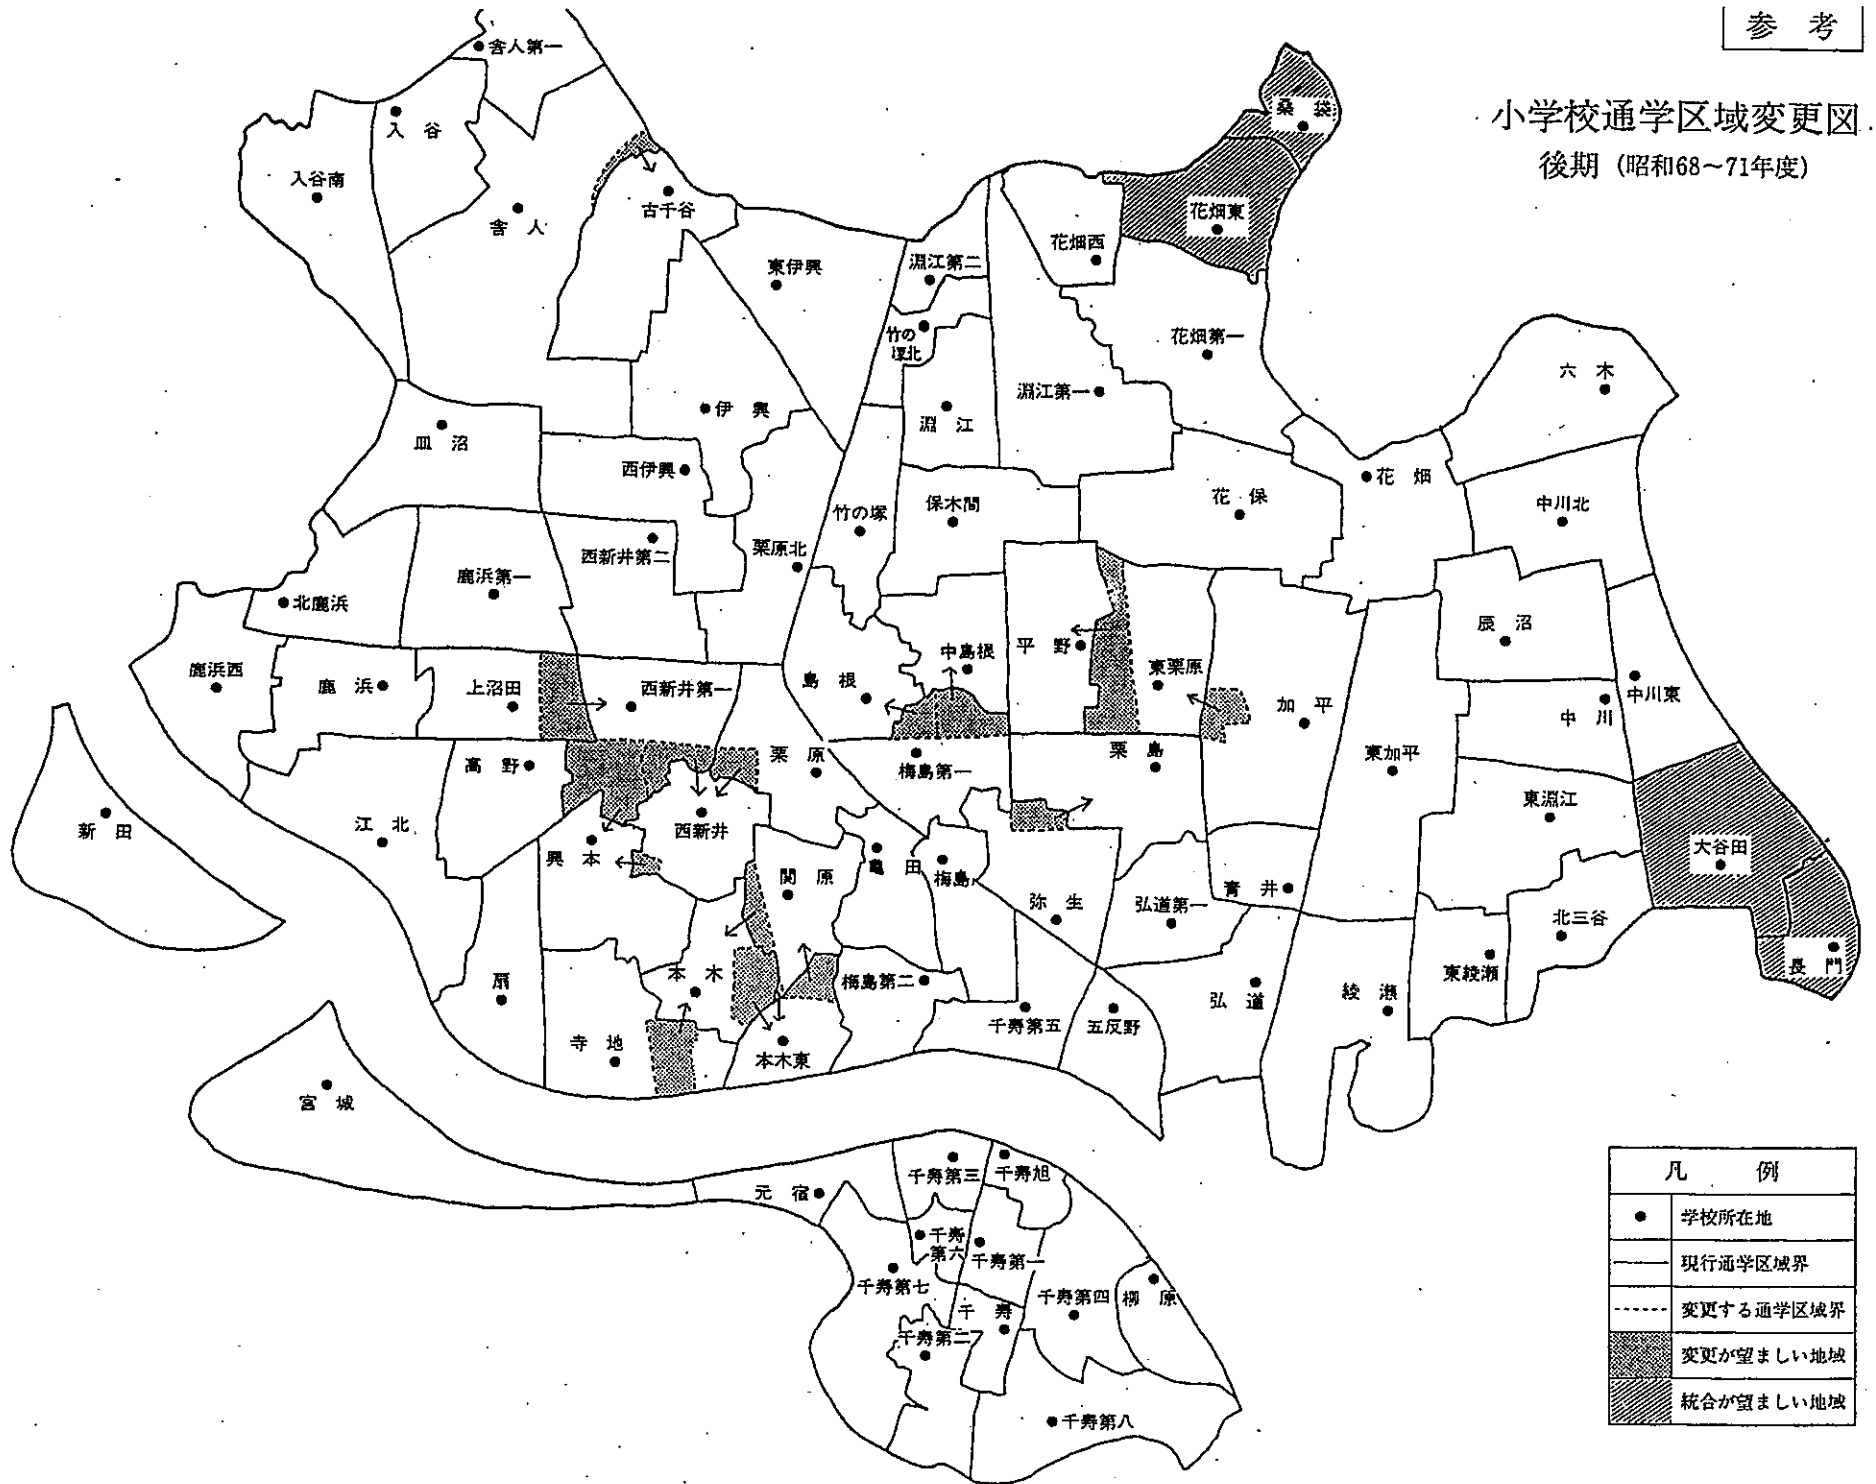 参 考
小学校通学区域変更図
後期（昭和68～71年度）
舎人第一
入 谷
桑 袋
入谷南
舎 人
古千谷
花畑東
花畑西
東伊興
淵江第二
竹の
塚北
花畑第一
六 木
伊 興
淵 江
淵江第一
皿 沼
西伊興
花 畑
竹の塚
保木間
花 保
中川北
西新井第二
栗原北
鹿浜第一
北鹿浜
辰 沼
鹿浜西
鹿 浜
上沼田
西新井第一
島 根
中島根
平 野
東栗原
加 平
中 川
中川東
高 野
栗 原
梅島第一
栗 島
東加平
新 田
江 北
西新井
東淵江
興 本
関 原
亀 田
梅島
大谷田
弥 生
弘道第一
青 井
北三谷
扇
本 木
梅島第二
東綾瀬
長 門
寺 地
本木東
千寿第五
五反野
弘 道
綾 瀬
宮 城
元 宿
千寿第三
千寿旭
千寿
第六
千寿第一
千寿第七
千寿第四
柳 原
千 寿
千寿第二
千寿第八
凡 例
学校所在地
現行通学区域界
変更する通学区域界
変更が望ましい地域
統合が望ましい地域